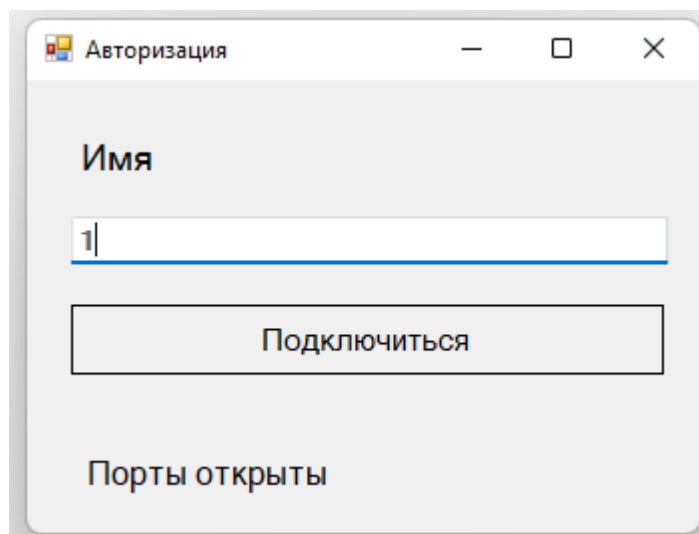 Авторизация
Имя
1
Подключиться
Порты открыты